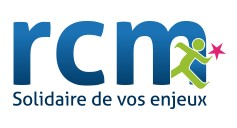 rcm
Solidaire de vos enjeux